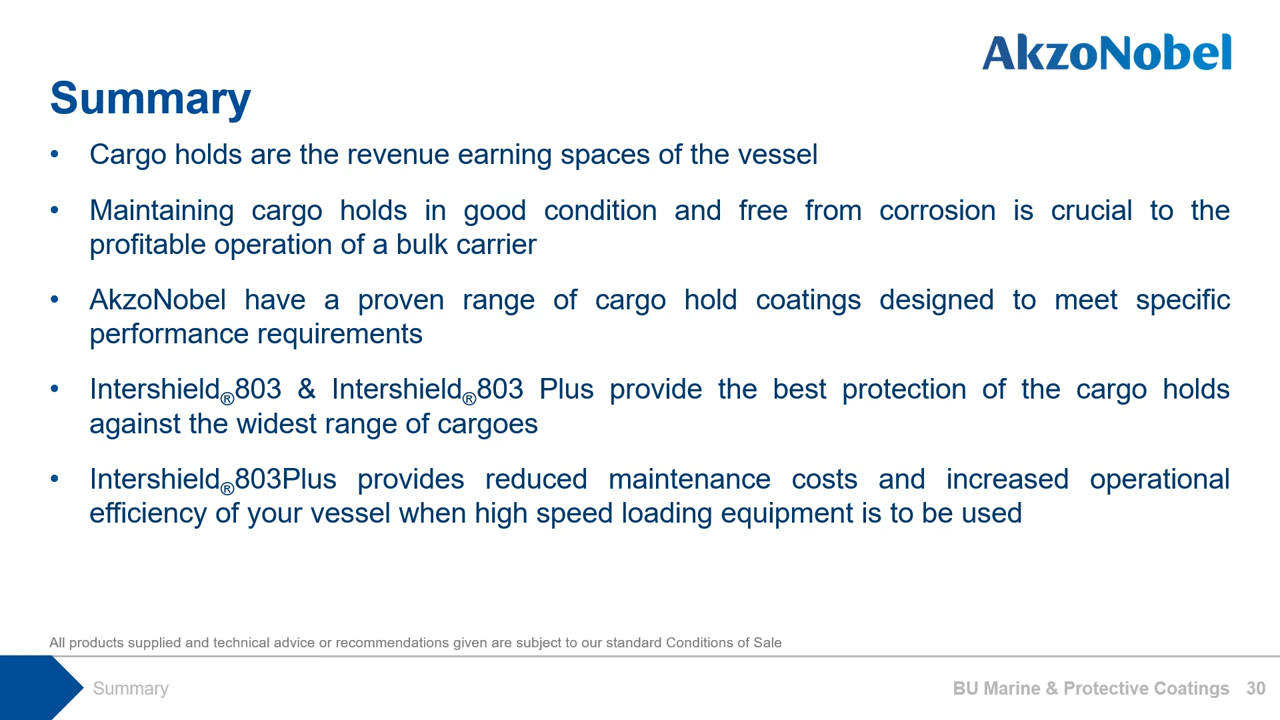 AkzoNobel
Summary
• Cargo holds are the revenue earning spaces of the vessel
• Maintaining cargo holds in good condition and free from corrosion is crucial to the
profitable operation of a bulk carrier
• AkzoNobel have a proven range of cargo hold coatings designed to meet specific
performance requirements
• Intershield®803 & Intershield®803 Plus provide the best protection of the cargo holds
against the widest range of cargoes
• Intershield®803Plus provides reduced maintenance costs and increased operational
efficiency of your vessel when high speed loading equipment is to be used
All products supplied and technical advice or recommendations given are subject to our standard Conditions of Sale
Summary
BU Marine & Protective Coatings 30